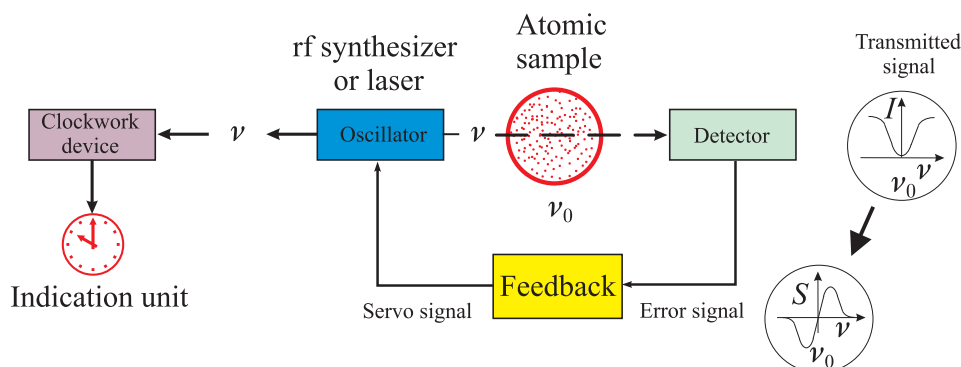 rf synthesizer
or laser
Atomic
sample
Transmitted
signal
Clockwork
device
ν
Oscillator
ν
Detector
I
ν
ν0
ν0
Indication unit
Servo signal
Feedback
Error signal
S
ν
ν0